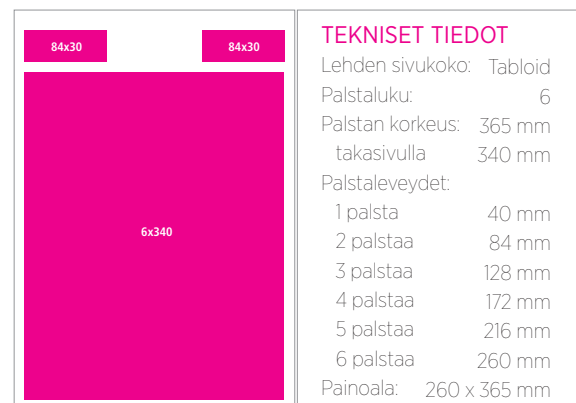 84x30 84x30
6x340
TEKNISET TIEDOT
Lehden sivukoko: Tabloid
Palstaluku: 6
Palstan korkeus: 365 mm
takasivulla 340 mm
Palstaleveydet:
1 palsta 40 mm
2 palstaa 84 mm
3 palstaa 128 mm
4 palstaa 172 mm
5 palstaa 216 mm
6 palstaa 260 mm
Painoala: 260 x 365 mm